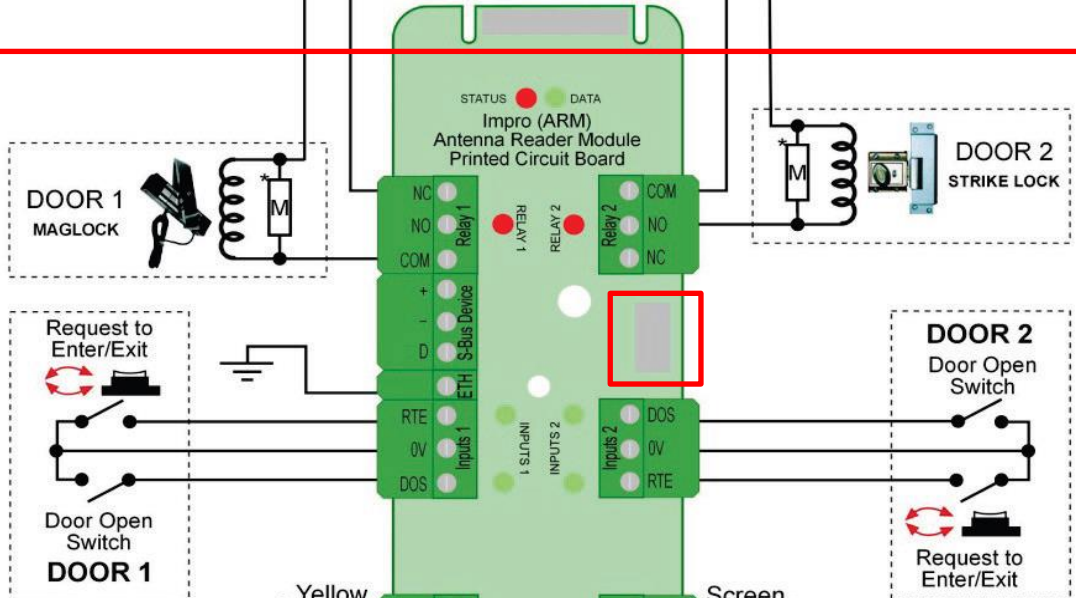 STATUS DATA
Impro (ARM)
Antenna Reader Module
Printed Circuit Board
DOOR 1
MAGLOCK
*
M
NC
NO
COM
Relay 1
RELAY 1
RELAY 2
Relay 2
COM
NO
NC
*
M
DOOR 2
STRIKE LOCK
+
–
D
S-Bus Device
ETH
Request to
Enter/Exit
RTE
0V
DOS
Inputs 1
INPUTS 1
INPUTS 2
Inputs 2
DOS
0V
RTE
DOOR 2
Door Open
Switch
Door Open
Switch
DOOR 1
Request to
Enter/Exit
Yellow
Screen